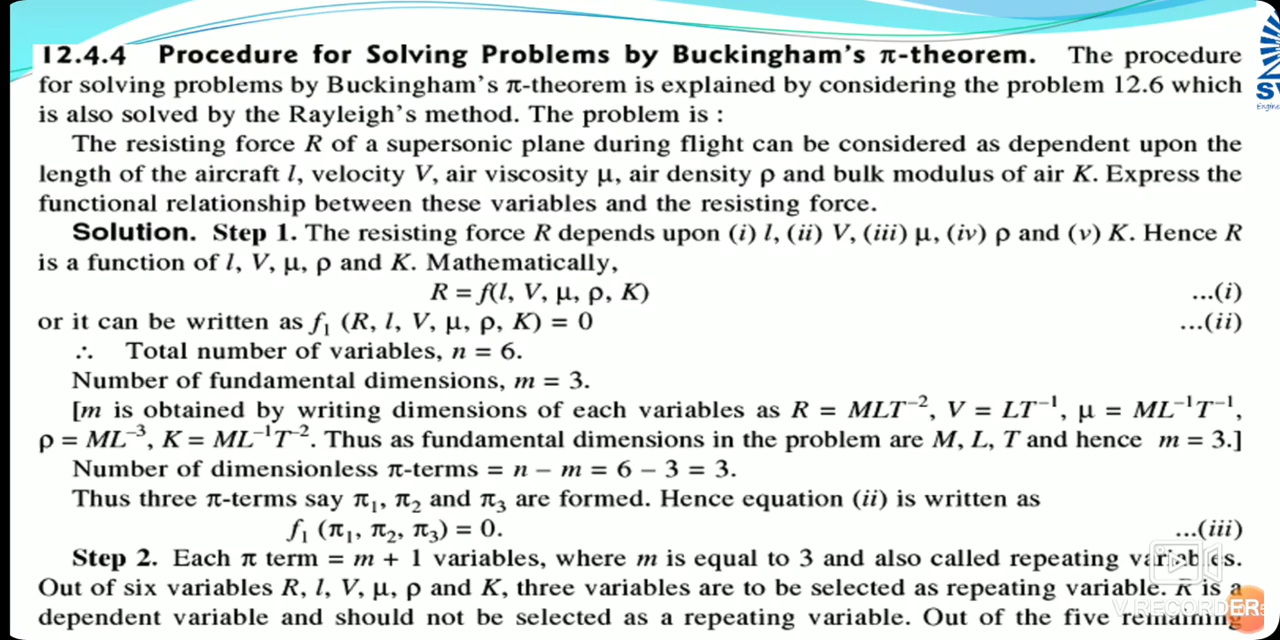 12.4.4 Procedure for Solving Problems by Buckingham's π-theorem. The procedure
for solving problems by Buckingham's π-theorem is explained by considering the problem 12.6 which
is also solved by the Rayleigh's method. The problem is :
The resisting force R of a supersonic plane during flight can be considered as dependent upon the
length of the aircraft l, velocity V, air viscosity μ, air density ρ and bulk modulus of air K. Express the
functional relationship between these variables and the resisting force.
Solution. Step 1. The resisting force R depends upon (i) l, (ii) V, (iii) μ, (iv) ρ and (v) K. Hence R
is a function of l, V, μ, ρ and K. Mathematically,
R = f(l, V, μ, ρ, K) ...(i)
or it can be written as f₁ (R, l, V, μ, ρ, K) = 0 ...(ii)
∴ Total number of variables, n = 6.
Number of fundamental dimensions, m = 3.
[m is obtained by writing dimensions of each variables as R = MLT⁻², V = LT⁻¹, μ = ML⁻¹T⁻¹,
ρ = ML⁻³, K = ML⁻¹T⁻². Thus as fundamental dimensions in the problem are M, L, T and hence m = 3.]
Number of dimensionless π-terms = n – m = 6 – 3 = 3.
Thus three π-terms say π₁, π₂ and π₃ are formed. Hence equation (ii) is written as
f₁ (π₁, π₂, π₃) = 0. ...(iii)
Step 2. Each π term = m + 1 variables, where m is equal to 3 and also called repeating variables.
Out of six variables R, l, V, μ, ρ and K, three variables are to be selected as repeating variable. R is a
dependent variable and should not be selected as a repeating variable. Out of the five remaining
V RECORDER